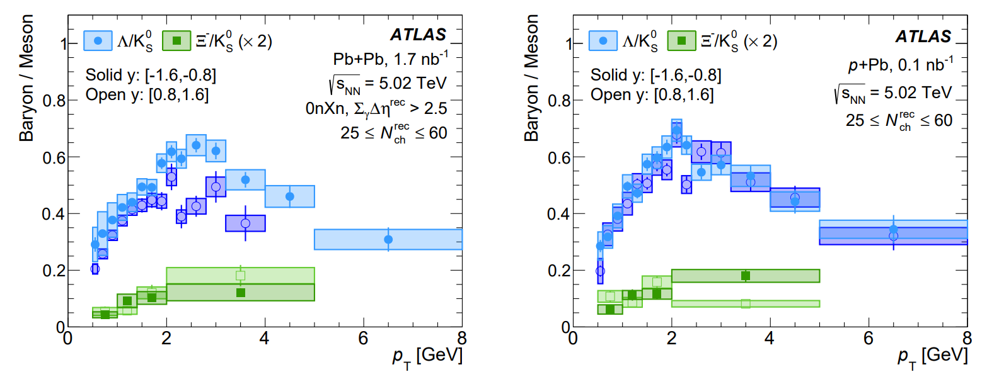 Baryon / Meson
1
0.8
0.6
0.4
0.2
0
Λ/K⁰S Ξ⁻/K⁰S (× 2)
ATLAS
Pb+Pb, 1.7 nb⁻¹
Solid y: [-1.6,-0.8]
√sNN = 5.02 TeV
Open y: [0.8,1.6]
0nXn, ΣγΔηʳᵉᶜ > 2.5
25 ≤ Nchʳᵉᶜ ≤ 60
0 2 4 6 8
pT [GeV]
Baryon / Meson
1
0.8
0.6
0.4
0.2
0
Λ/K⁰S Ξ⁻/K⁰S (× 2)
ATLAS
p+Pb, 0.1 nb⁻¹
Solid y: [-1.6,-0.8]
√sNN = 5.02 TeV
Open y: [0.8,1.6]
25 ≤ Nchʳᵉᶜ ≤ 60
0 2 4 6 8
pT [GeV]